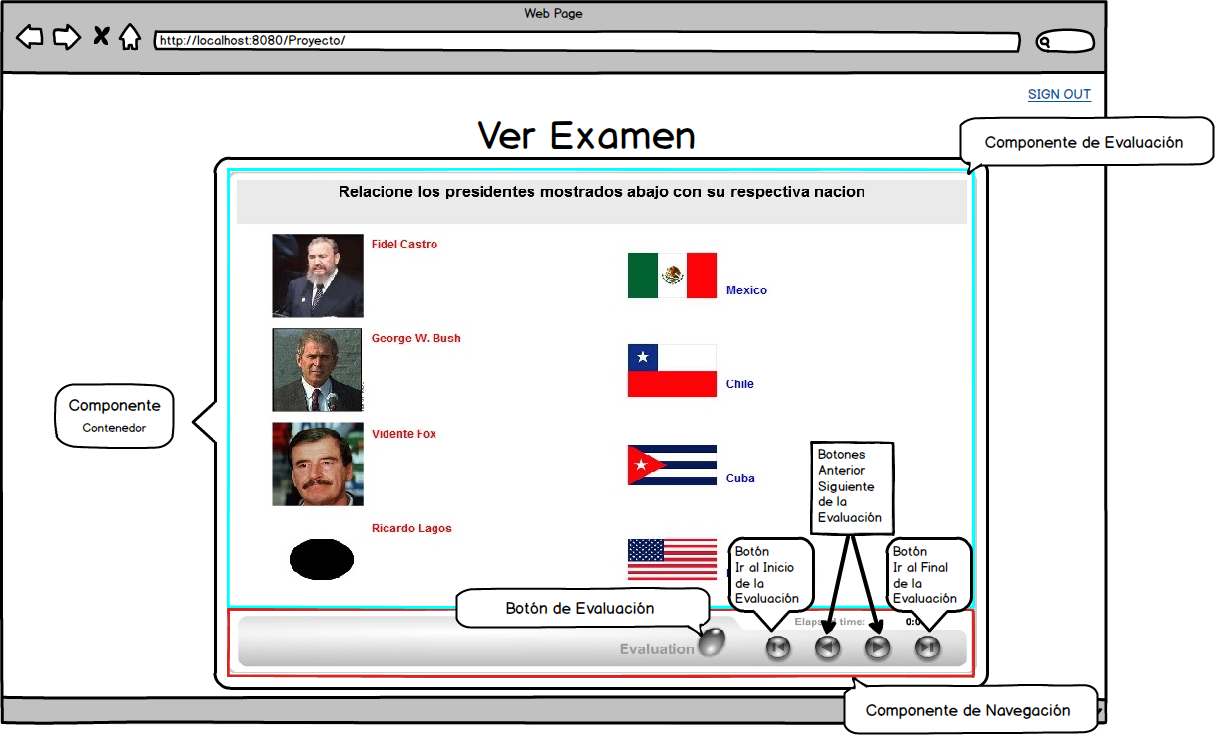 Web Page
http://localhost:8080/Proyecto/
SIGN OUT
Ver Examen
Componente de Evaluación
Relacione los presidentes mostrados abajo con su respectiva nacion
Fidel Castro
Mexico
George W. Bush
Chile
Componente
Contenedor
Vidente Fox
Cuba
Botones
Anterior
Siguiente
de la
Evaluación
Ricardo Lagos
Botón
Ir al Inicio
de la
Evaluación
Botón
Ir al Final
de la
Evaluación
Botón de Evaluación
time:
Evaluation
Componente de Navegación